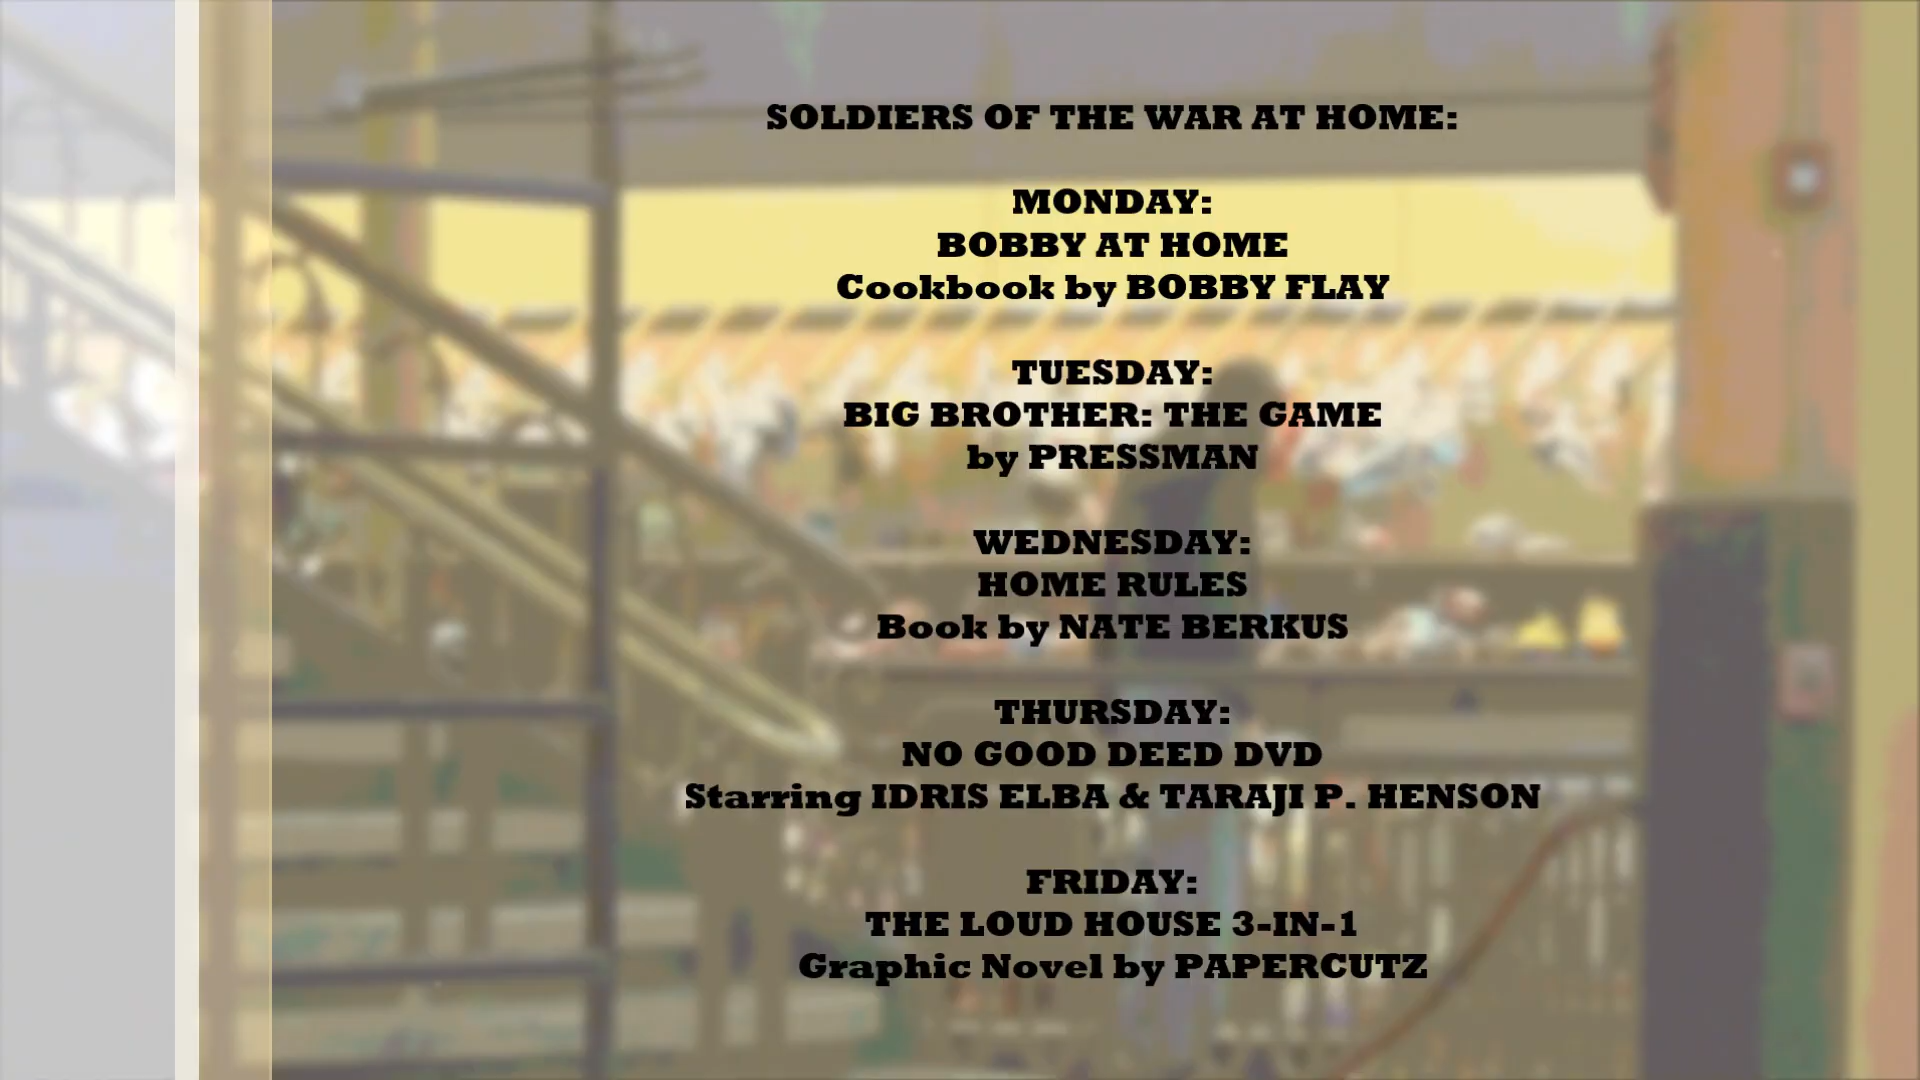 SOLDIERS OF THE WAR AT HOME:
MONDAY:
BOBBY AT HOME
Cookbook by BOBBY FLAY
TUESDAY:
BIG BROTHER: THE GAME
by PRESSMAN
WEDNESDAY:
HOME RULES
Book by NATE BERKUS
THURSDAY:
NO GOOD DEED DVD
Starring IDRIS ELBA & TARAJI P. HENSON
FRIDAY:
THE LOUD HOUSE 3-IN-1
Graphic Novel by PAPERCUTZ